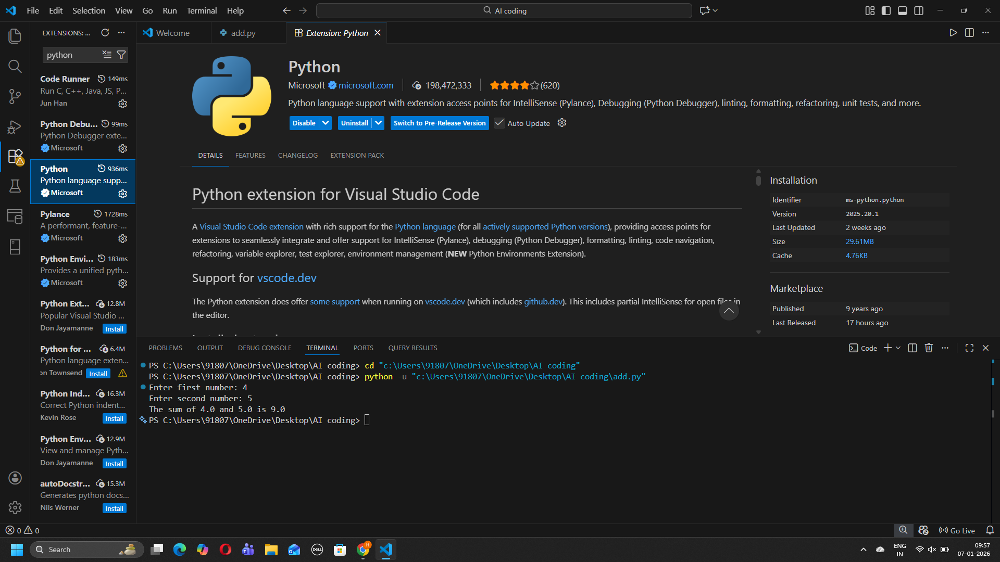 File Edit Selection View Go Run Terminal Help
AI coding
EXTENSIONS: ...
Welcome
add.py
Extension: Python
python
Code Runner 149ms
Run C, C++, Java, JS, P...
Jun Han
Python Debu... 99ms
Python Debugger exte...
Microsoft
Python 936ms
Python language supp...
Microsoft
Pylance 1728ms
A performant, feature-...
Microsoft
Python Envi... 183ms
Provides a unified pyth...
Microsoft
Python Ext... 12.8M
Popular Visual Studio ...
Don Jayamanne Install
Python for ... 6.4M
Python language exten...
on Townsend Install
Python Ind... 16.3M
Correct Python indent...
Kevin Rose Install
Python Env... 12.9M
View and manage Pyth...
Don Jayamanne Install
autoDocstr... 15.3M
Generates python docs...
Nils Werner Install
Python
Microsoft microsoft.com 198,472,333 (620)
Python language support with extension access points for IntelliSense (Pylance), Debugging (Python Debugger), linting, formatting, refactoring, unit tests, and more.
Disable Uninstall Switch to Pre-Release Version Auto Update
DETAILS FEATURES CHANGELOG EXTENSION PACK
Python extension for Visual Studio Code
A Visual Studio Code extension with rich support for the Python language (for all actively supported Python versions), providing access points for
extensions to seamlessly integrate and offer support for IntelliSense (Pylance), debugging (Python Debugger), formatting, linting, code navigation,
refactoring, variable explorer, test explorer, environment management (NEW Python Environments Extension).
Support for vscode.dev
The Python extension does offer some support when running on vscode.dev (which includes github.dev). This includes partial IntelliSense for open files in
the editor.
Installation
Identifier ms-python.python
Version 2025.20.1
Last Updated 2 weeks ago
Size 29.61MB
Cache 4.76KB
Marketplace
Published 9 years ago
Last Released 17 hours ago
PROBLEMS OUTPUT DEBUG CONSOLE TERMINAL PORTS QUERY RESULTS
Code
PS C:\Users\91807\OneDrive\Desktop\AI coding> cd "c:\Users\91807\OneDrive\Desktop\AI coding"
PS C:\Users\91807\OneDrive\Desktop\AI coding> python -u "c:\Users\91807\OneDrive\Desktop\AI coding\add.py"
Enter first number: 4
Enter second number: 5
The sum of 4.0 and 5.0 is 9.0
PS C:\Users\91807\OneDrive\Desktop\AI coding>
0 0
Go Live
Search
DELL
H
ENG
IN
09:57
07-01-2026